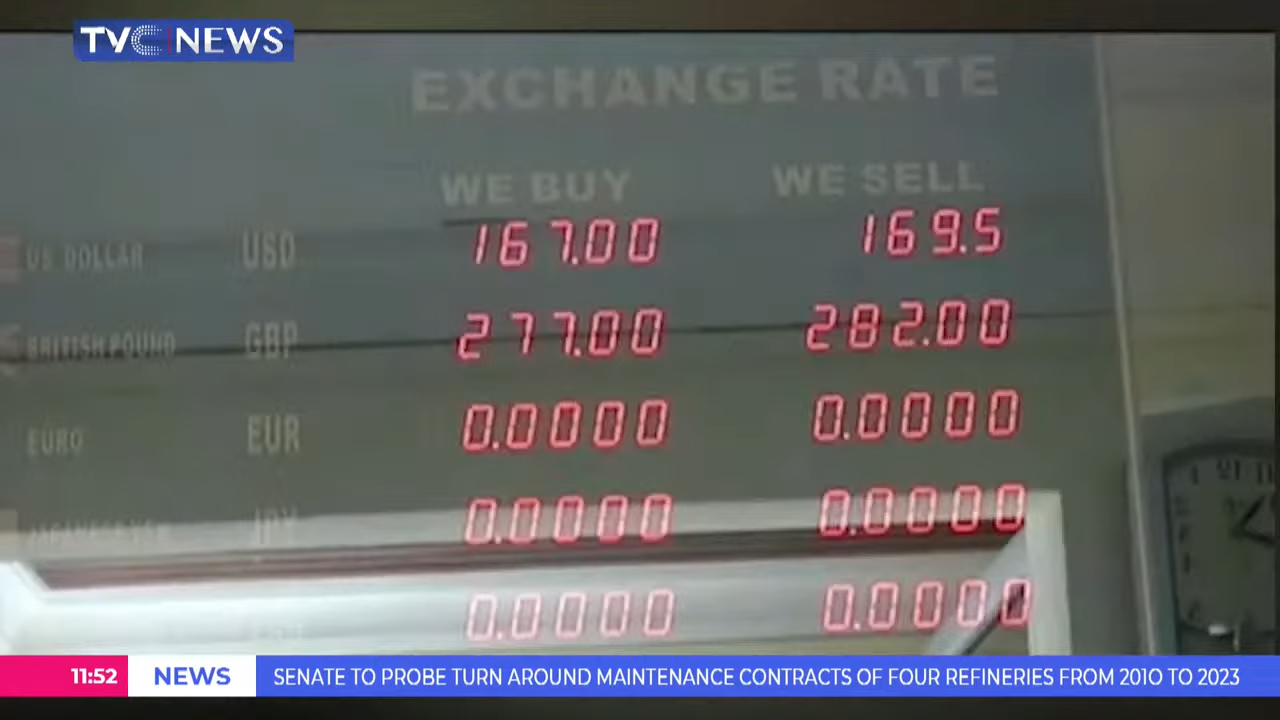 TVC NEWS
EXCHANGE RATE
WE BUY WE SELL
US DOLLAR USD 167.00 169.5
BRITISH POUND GBP 277.00 282.00
EURO EUR 0.0000 0.0000
JPY 0.0000 0.0000
0.0000 0.0000
11:52 NEWS SENATE TO PROBE TURN AROUND MAINTENANCE CONTRACTS OF FOUR REFINERIES FROM 2010 TO 2023